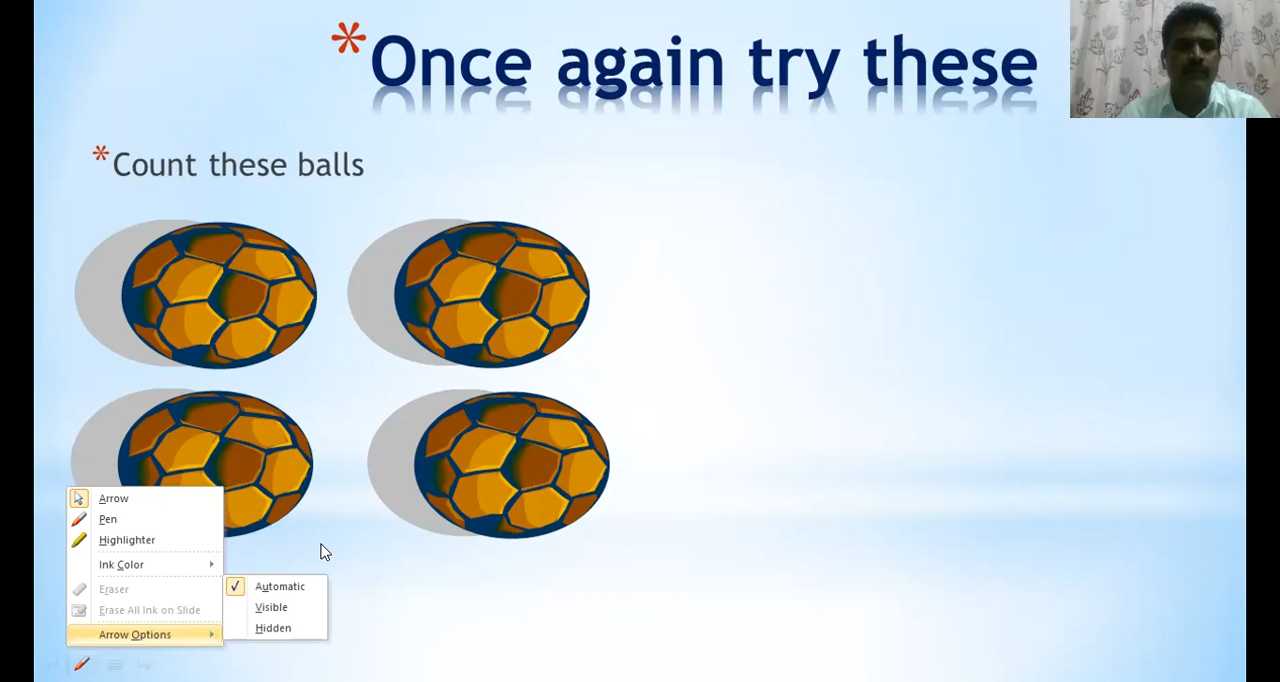 *Once again try these
*Count these balls
Arrow
Pen
Highlighter
Ink Color
Eraser
Erase All Ink on Slide
Arrow Options
Automatic
Visible
Hidden